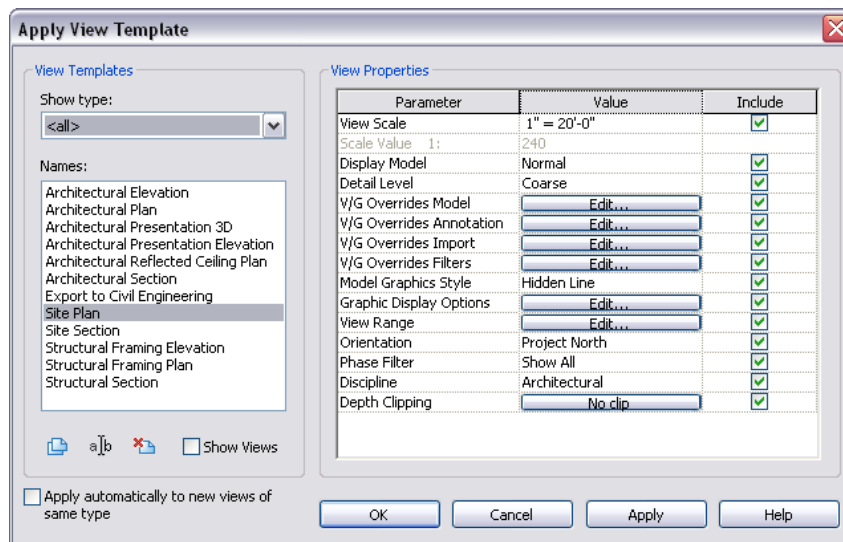 Apply View Template
View Templates
Show type:
<all>
Names:
Architectural Elevation
Architectural Plan
Architectural Presentation 3D
Architectural Presentation Elevation
Architectural Reflected Ceiling Plan
Architectural Section
Export to Civil Engineering
Site Plan
Site Section
Structural Framing Elevation
Structural Framing Plan
Structural Section
a b
Show Views
Apply automatically to new views of
same type
View Properties
Parameter Value Include
View Scale 1" = 20'-0"
Scale Value 1: 240
Display Model Normal
Detail Level Coarse
V/G Overrides Model Edit...
V/G Overrides Annotation Edit...
V/G Overrides Import Edit...
V/G Overrides Filters Edit...
Model Graphics Style Hidden Line
Graphic Display Options Edit...
View Range Edit...
Orientation Project North
Phase Filter Show All
Discipline Architectural
Depth Clipping No clip
OK Cancel Apply Help